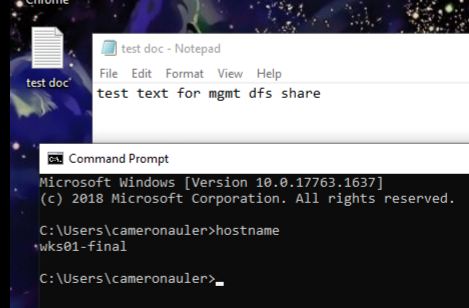 Chrome
test doc
test doc - Notepad
File Edit Format View Help
test text for mgmt dfs share
Command Prompt
Microsoft Windows [Version 10.0.17763.1637]
(c) 2018 Microsoft Corporation. All rights reserved.
C:\Users\cameronauler>hostname
wks01-final
C:\Users\cameronauler>